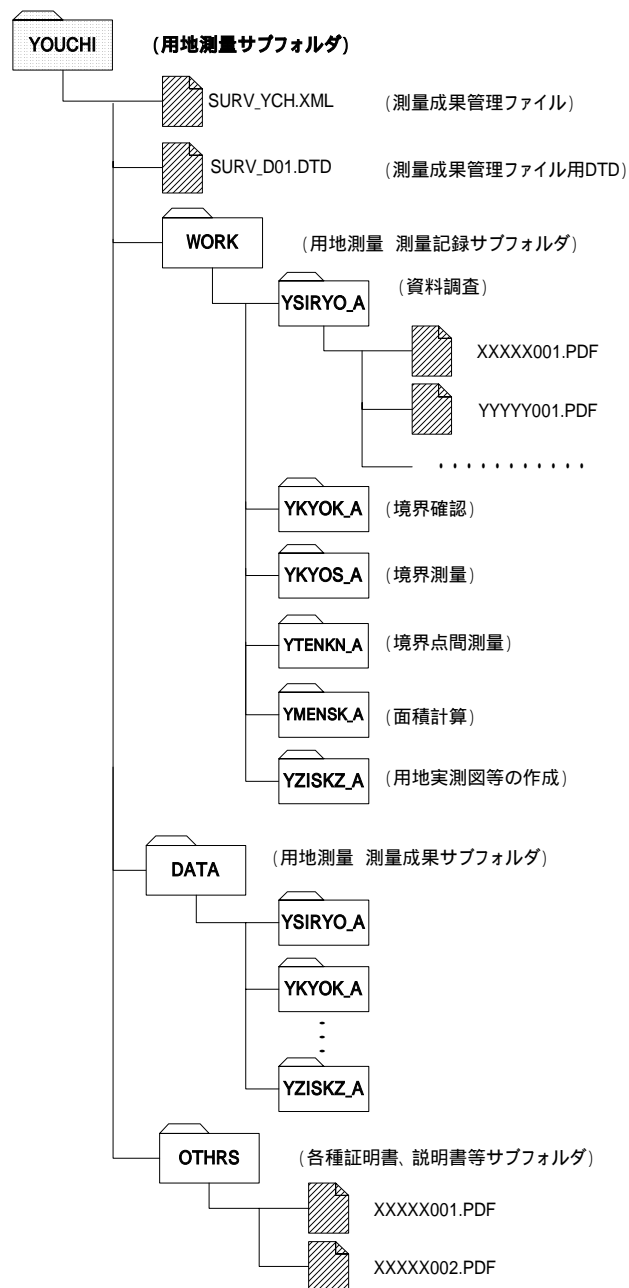 YOUCHI (用地測量サブフォルダ)
SURV_YCH.XML (測量成果管理ファイル)
SURV_D01.DTD (測量成果管理ファイル用DTD)
WORK (用地測量 測量記録サブフォルダ)
YSIRYO_A (資料調査)
XXXXX001.PDF
YYYYY001.PDF
・・・・・・・・・・・
YKYOK_A (境界確認)
YKYOS_A (境界測量)
YTENKN_A (境界点間測量)
YMENSK_A (面積計算)
YZISKZ_A (用地実測図等の作成)
DATA (用地測量 測量成果サブフォルダ)
YSIRYO_A
YKYOK_A
YZISKZ_A
OTHRS (各種証明書、説明書等サブフォルダ)
XXXXX001.PDF
XXXXX002.PDF